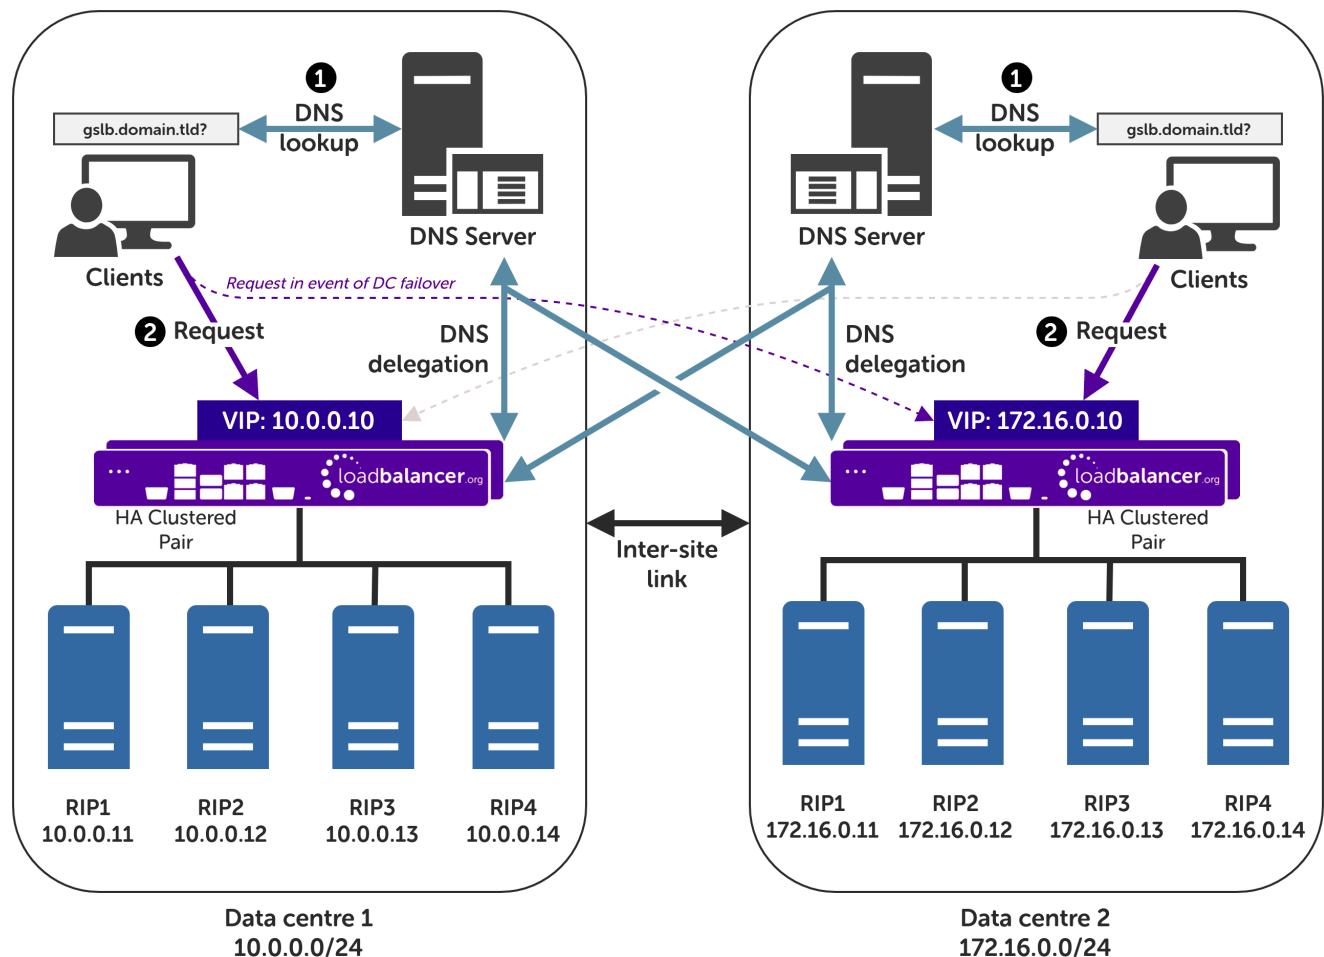 1
DNS
lookup
gslb.domain.tld?
DNS Server
Clients
Request in event of DC failover
2 Request
DNS
delegation
VIP: 10.0.0.10
loadbalancer.org
HA Clustered
Pair
RIP1
10.0.0.11
RIP2
10.0.0.12
RIP3
10.0.0.13
RIP4
10.0.0.14
Data centre 1
10.0.0.0/24
Inter-site
link
1
DNS
lookup
gslb.domain.tld?
DNS Server
Clients
2 Request
DNS
delegation
VIP: 172.16.0.10
loadbalancer.org
HA Clustered
Pair
RIP1
172.16.0.11
RIP2
172.16.0.12
RIP3
172.16.0.13
RIP4
172.16.0.14
Data centre 2
172.16.0.0/24